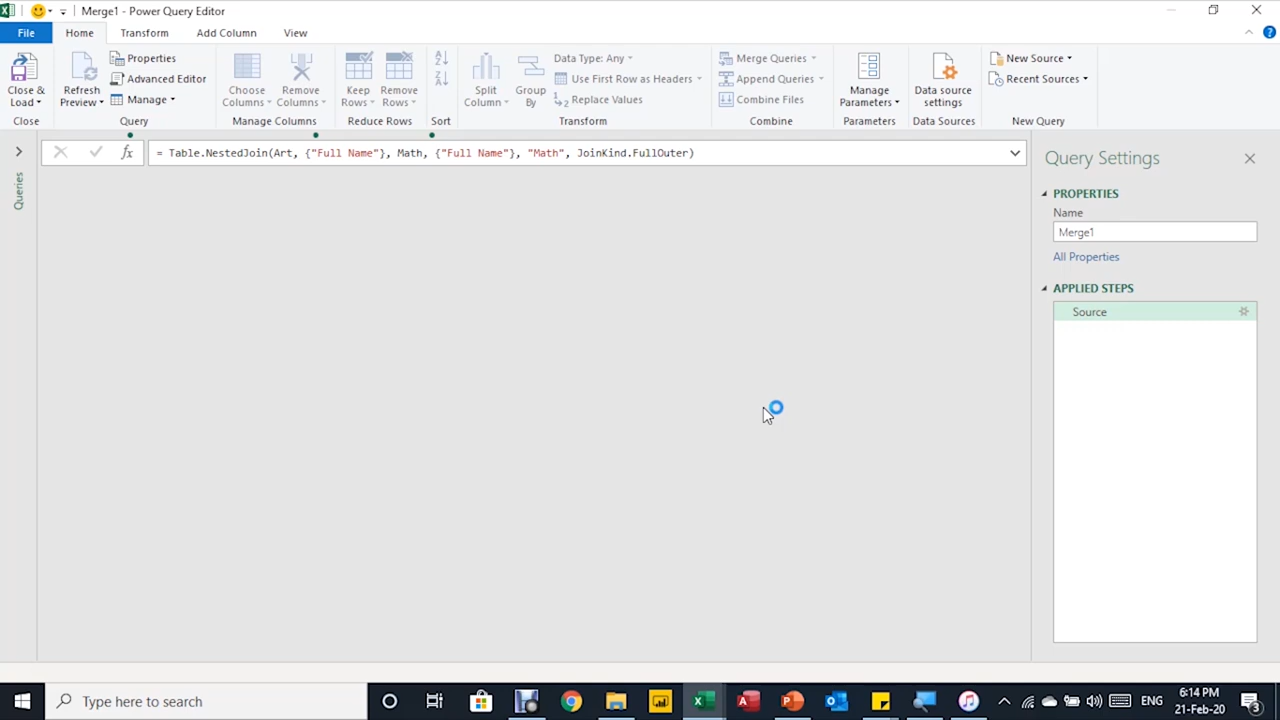 Merge1 - Power Query Editor
File Home Transform Add Column View
Close & Load
Refresh Preview
Properties
Advanced Editor
Manage
Choose Columns
Remove Columns
Keep Rows
Remove Rows
Split Column
Group By
Data Type: Any
Use First Row as Headers
Replace Values
Merge Queries
Append Queries
Combine Files
Manage Parameters
Data source settings
New Source
Recent Sources
Close Query Manage Columns Reduce Rows Sort Transform Combine Parameters Data Sources New Query
fx = Table.NestedJoin(Art, {"Full Name"}, Math, {"Full Name"}, "Math", JoinKind.FullOuter)
Queries
Query Settings
PROPERTIES
Name
Merge1
All Properties
APPLIED STEPS
Source
Type here to search
ENG
6:14 PM
21-Feb-20
3